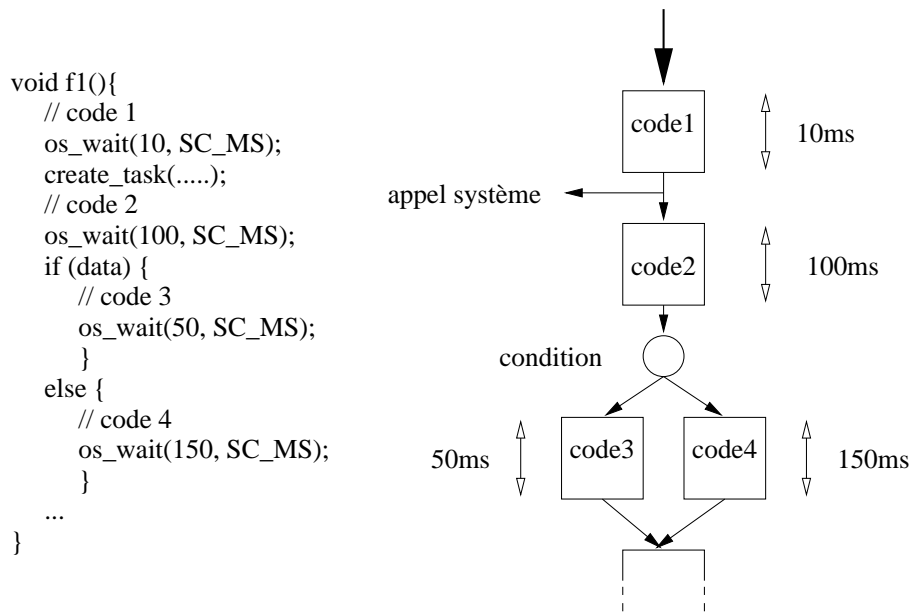 void f1(){
// code 1
os_wait(10, SC_MS);
create_task(.....);
// code 2
os_wait(100, SC_MS);
if (data) {
// code 3
os_wait(50, SC_MS);
}
else {
// code 4
os_wait(150, SC_MS);
}
...
}
code1
10ms
appel système
code2
100ms
condition
50ms
code3
code4
150ms